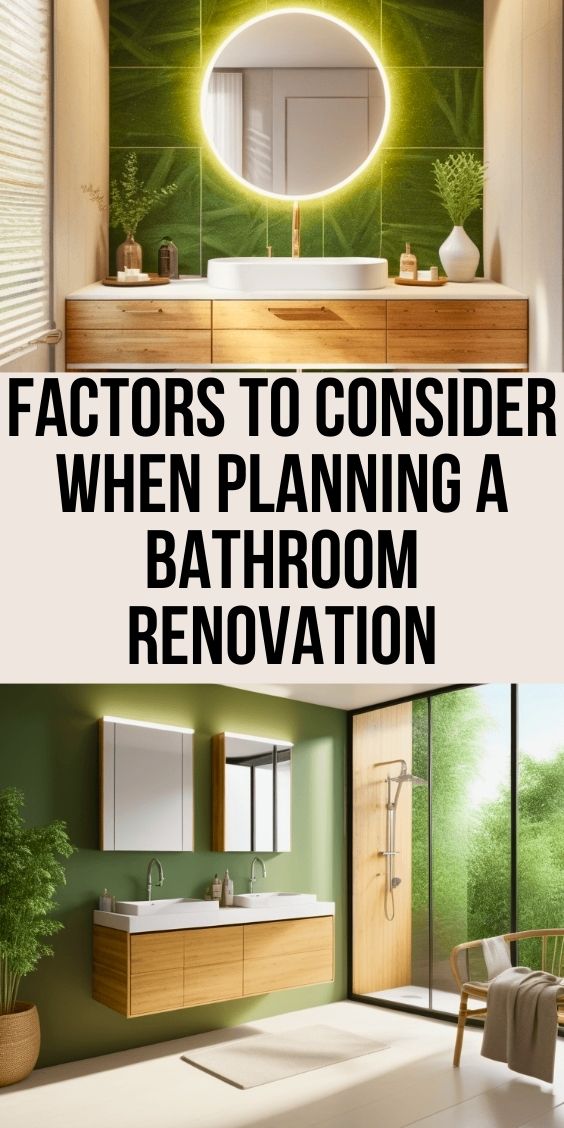 FACTORS TO CONSIDER
WHEN PLANNING A
BATHROOM
RENOVATION